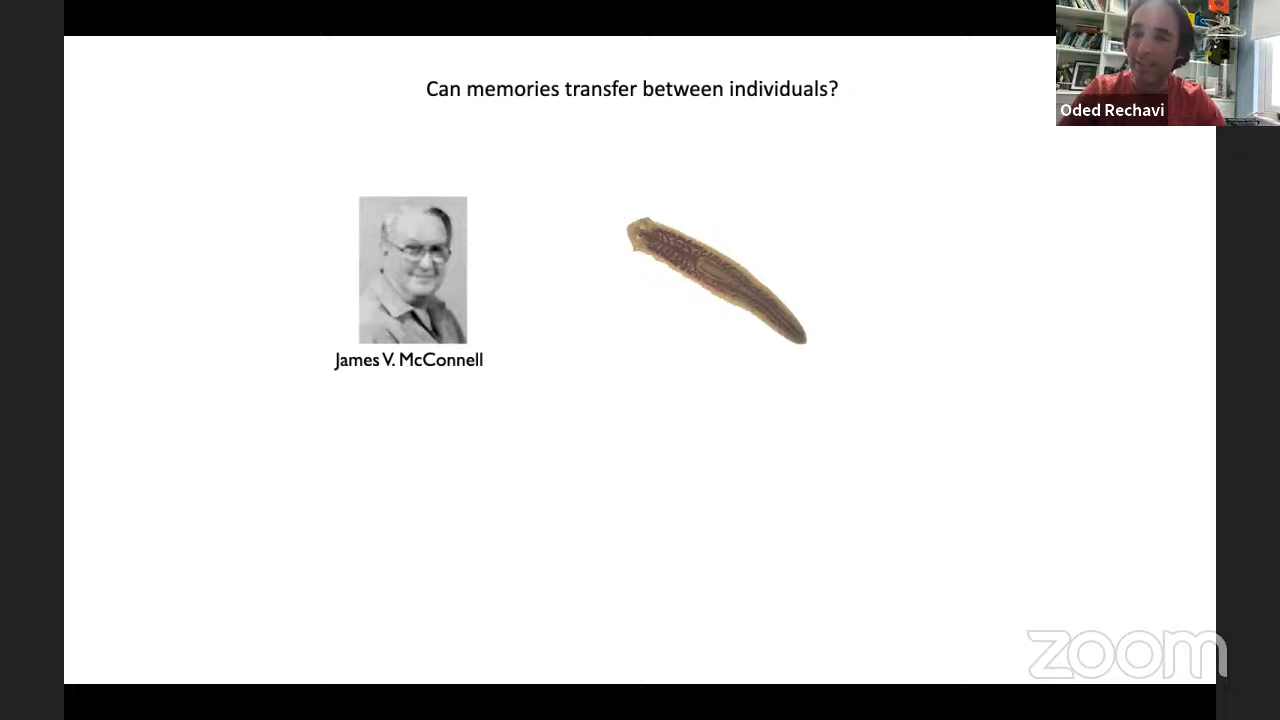 Can memories transfer between individuals?
Oded Rechavi
James V. McConnell
zoom